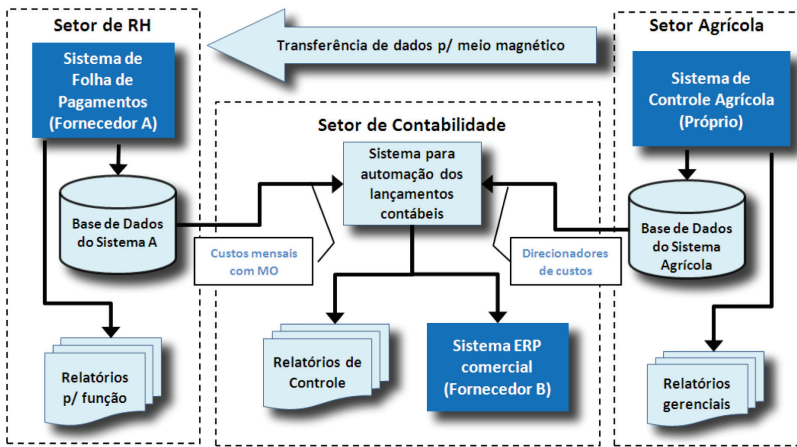 Setor de RH
Sistema de
Folha de
Pagamentos
(Fornecedor A)
Base de Dados
do Sistema A
Relatórios
p/ função
Transferência de dados p/ meio magnético
Setor de Contabilidade
Sistema para
automação dos
lançamentos
contábeis
Custos mensais
com MO
Direcionadores
de custos
Relatórios de
Controle
Sistema ERP
comercial
(Fornecedor B)
Setor Agrícola
Sistema de
Controle Agrícola
(Próprio)
Base de Dados
do Sistema
Agrícola
Relatórios
gerenciais